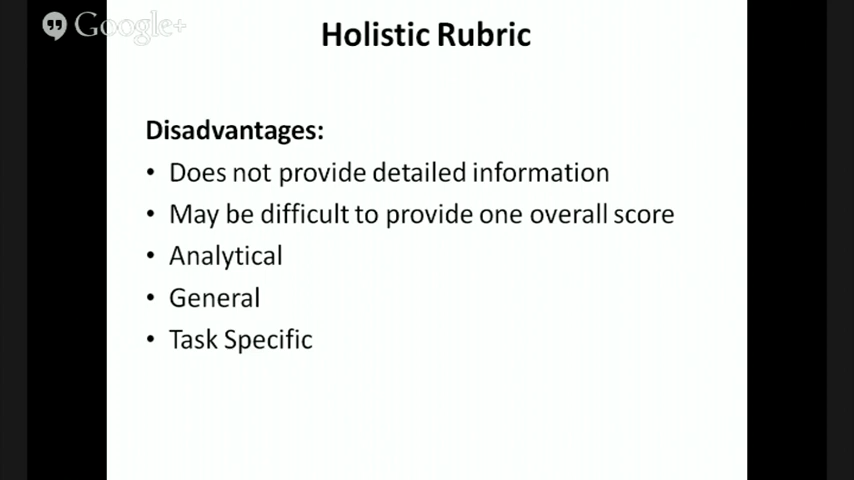 Google+
Holistic Rubric
Disadvantages:
• Does not provide detailed information
• May be difficult to provide one overall score
• Analytical
• General
• Task Specific